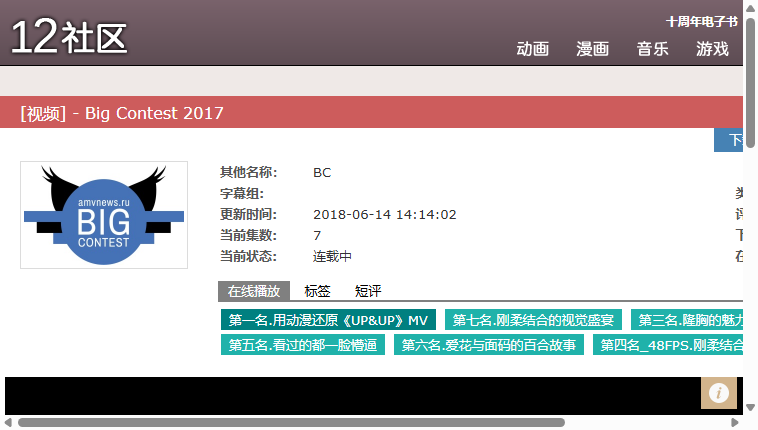 12社区
十周年电子书
动画 漫画 音乐 游戏
[视频] - Big Contest 2017
amvnews.ru
BIG
CONTEST
其他名称: BC
字幕组:
更新时间: 2018-06-14 14:14:02
当前集数: 7
当前状态: 连载中
在线播放 标签 短评
第一名.用动漫还原《UP&UP》MV 第七名.刚柔结合的视觉盛宴 第三名.隆胸的魅力
第五名.看过的都一脸懵逼 第六名.爱花与面码的百合故事 第四名_48FPS.刚柔结合